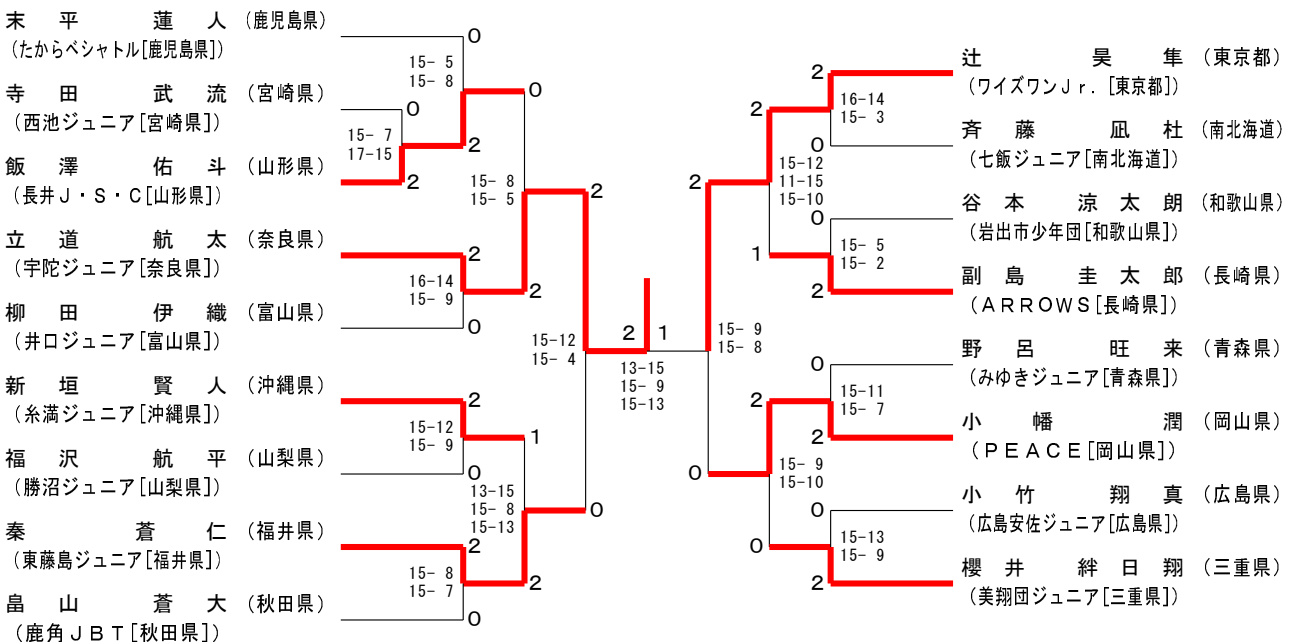 末平 蓮人 (鹿児島県)
(たからベシャトル[鹿児島県])
寺田 武流 (宮崎県)
(西池ジュニア[宮崎県])
飯澤 佑斗 (山形県)
(長井J・S・C[山形県])
立道 航太 (奈良県)
(宇陀ジュニア[奈良県])
柳田 伊織 (富山県)
(井口ジュニア[富山県])
新垣 賢人 (沖縄県)
(糸満ジュニア[沖縄県])
福沢 航平 (山梨県)
(勝沼ジュニア[山梨県])
秦 蒼仁 (福井県)
(東藤島ジュニア[福井県])
畠山 蒼大 (秋田県)
(鹿角JBT[秋田県])
0
15- 5
15- 8
0
0
15- 7
17-15
2
2
15- 8
15- 5
2
2
16-14
15- 9
2
0
15-12
15- 4
2
15-12
15- 9
1
0
13-15
15- 8
15-13
0
2
15- 8
15- 7
2
0
2 1
13-15
15- 9
15-13
2
16-14
15- 3
2
0
15-12
11-15
15-10
2
0
15- 5
15- 2
1
2
15- 9
15- 8
0
15-11
15- 7
2
2
15- 9
15-10
0
0
15-13
15- 9
0
2
辻 昊隼 (東京都)
(ワイズワンJr.[東京都])
斉藤 凪杜 (南北海道)
(七飯ジュニア[南北海道])
谷本 涼太朗 (和歌山県)
(岩出市少年団[和歌山県])
副島 圭太郎 (長崎県)
(ARROWS[長崎県])
野呂 旺来 (青森県)
(みゆきジュニア[青森県])
小幡 潤 (岡山県)
(PEACE[岡山県])
小竹 翔真 (広島県)
(広島安佐ジュニア[広島県])
櫻井 絆日翔 (三重県)
(美翔団ジュニア[三重県])